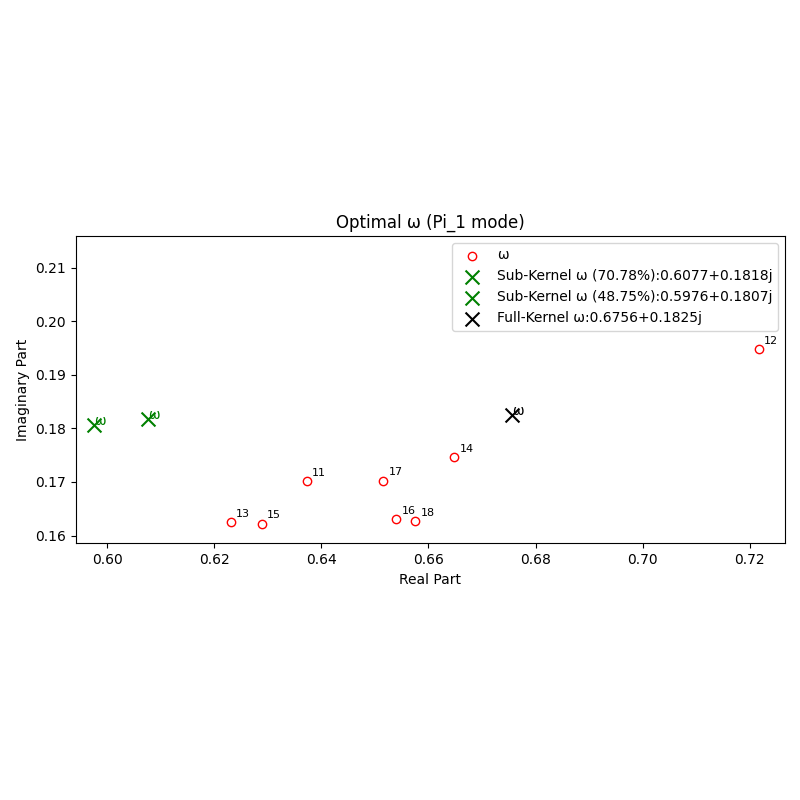 Optimal ω (Pi_1 mode)
ω
Sub-Kernel ω (70.78%):0.6077+0.1818j
Sub-Kernel ω (48.75%):0.5976+0.1807j
Full-Kernel ω:0.6756+0.1825j
0.21
0.20
0.19
0.18
0.17
0.16
Imaginary Part
12
ω
ω
ω
14
11
17
13
15
16
18
0.60
0.62
0.64
0.66
0.68
0.70
0.72
Real Part